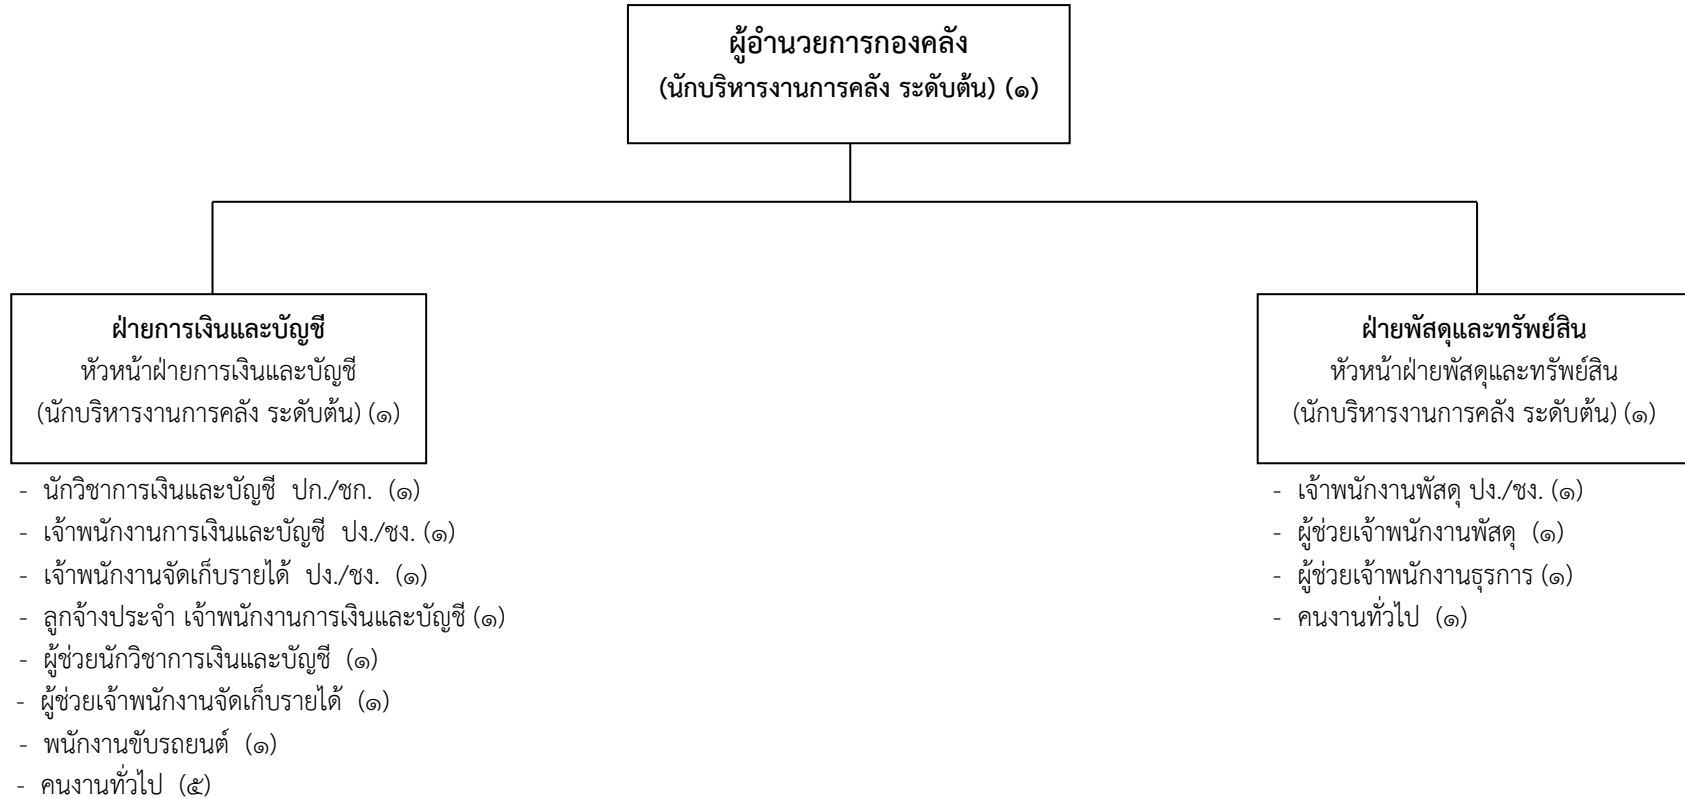 ผู้อำนวยการกองคลัง
(นักบริหารงานการคลัง ระดับต้น) (๑)
ฝ่ายการเงินและบัญชี
หัวหน้าฝ่ายการเงินและบัญชี
(นักบริหารงานการคลัง ระดับต้น) (๑)
- นักวิชาการเงินและบัญชี ปก./ชก. (๑)
- เจ้าพนักงานการเงินและบัญชี ปง./ชง. (๑)
- เจ้าพนักงานจัดเก็บรายได้ ปง./ชง. (๑)
- ลูกจ้างประจำ เจ้าพนักงานการเงินและบัญชี (๑)
- ผู้ช่วยนักวิชาการเงินและบัญชี (๑)
- ผู้ช่วยเจ้าพนักงานจัดเก็บรายได้ (๑)
- พนักงานขับรถยนต์ (๑)
- คนงานทั่วไป (๕)
ฝ่ายพัสดุและทรัพย์สิน
หัวหน้าฝ่ายพัสดุและทรัพย์สิน
(นักบริหารงานการคลัง ระดับต้น) (๑)
- เจ้าพนักงานพัสดุ ปง./ชง. (๑)
- ผู้ช่วยเจ้าพนักงานพัสดุ (๑)
- ผู้ช่วยเจ้าพนักงานธุรการ (๑)
- คนงานทั่วไป (๑)